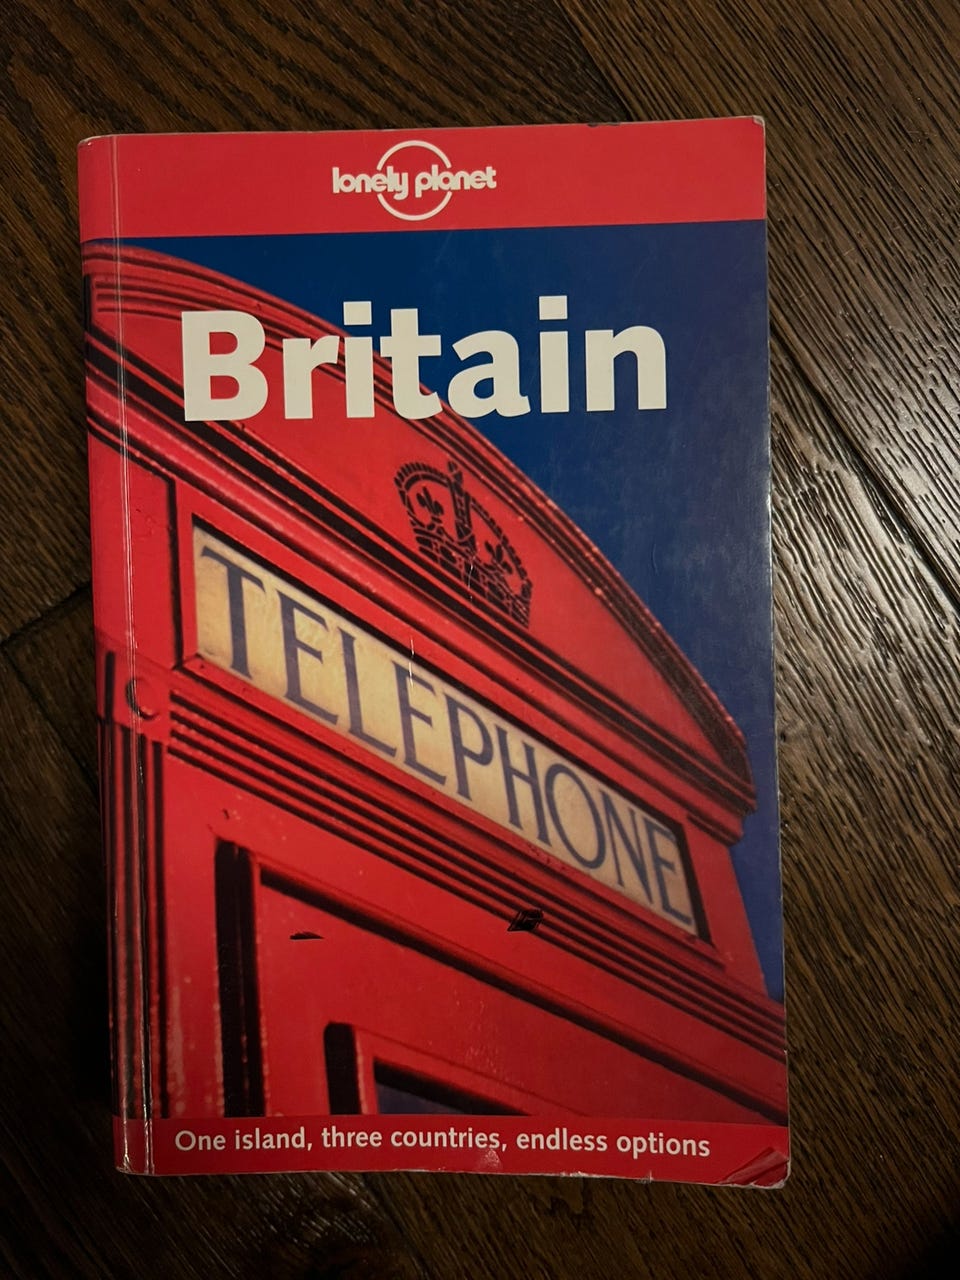 lonely planet
Britain
TELEPHONE
One island, three countries, endless options